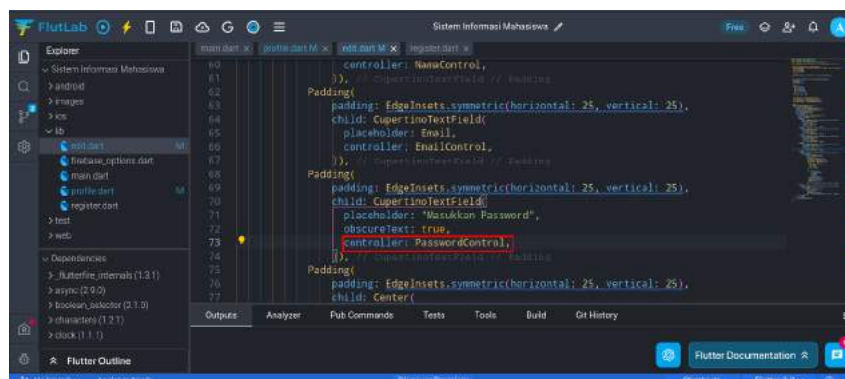 FlutLab
Sistem Informasi Mahasiswa
Free
Explorer
main.dart x
profile.dart M x
edit.dart M x
register.dart x
Sistem Informasi Mahasiswa
android
images
ios
lib
edit.dart M
firebase_options.dart
main.dart
profile.dart M
register.dart
test
web
Dependencies
_flutterfire_internals (1.3.1)
async (2.9.0)
boolean_selector (2.1.0)
characters (1.2.1)
clock (1.1.1)
Flutter Outline
60 controller: NamaControl,
61 )), // CupertinoTextField // Padding
62 Padding(
63 padding: EdgeInsets.symmetric(horizontal: 25, vertical: 25),
64 child: CupertinoTextField(
65 placeholder: Email,
66 controller: EmailControl,
67 )), // CupertinoTextField // Padding
68 Padding(
69 padding: EdgeInsets.symmetric(horizontal: 25, vertical: 25),
70 child: CupertinoTextField(
71 placeholder: "Masukkan Password",
72 obscureText: true,
73 controller: PasswordControl,
74 )), // CupertinoTextField // Padding
75 Padding(
76 padding: EdgeInsets.symmetric(horizontal: 25, vertical: 25),
77 child: Center(
Outputs Analyzer Pub Commands Tests Tools Build Git History
Flutter Documentation